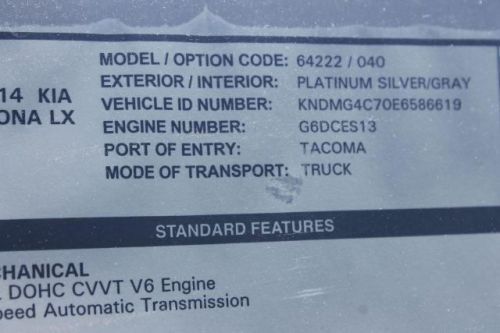 MODEL / OPTION CODE: 64222 / 040
EXTERIOR / INTERIOR: PLATINUM SILVER/GRAY
14 KIA
VEHICLE ID NUMBER: KNDMG4C70E6586619
ONA LX
ENGINE NUMBER: G6DCES13
PORT OF ENTRY: TACOMA
MODE OF TRANSPORT: TRUCK
STANDARD FEATURES
CHANICAL
L DOHC CVVT V6 Engine
peed Automatic Transmission